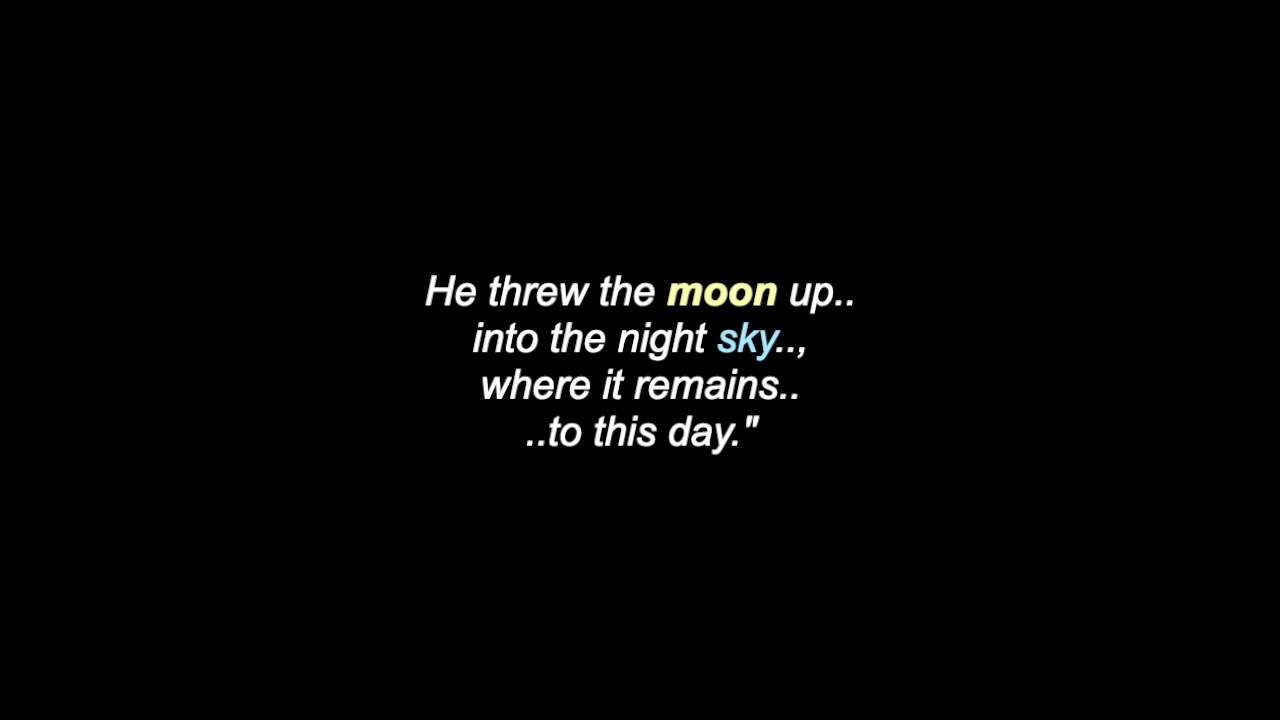 He threw the moon up..
into the night sky..,
where it remains..
..to this day."